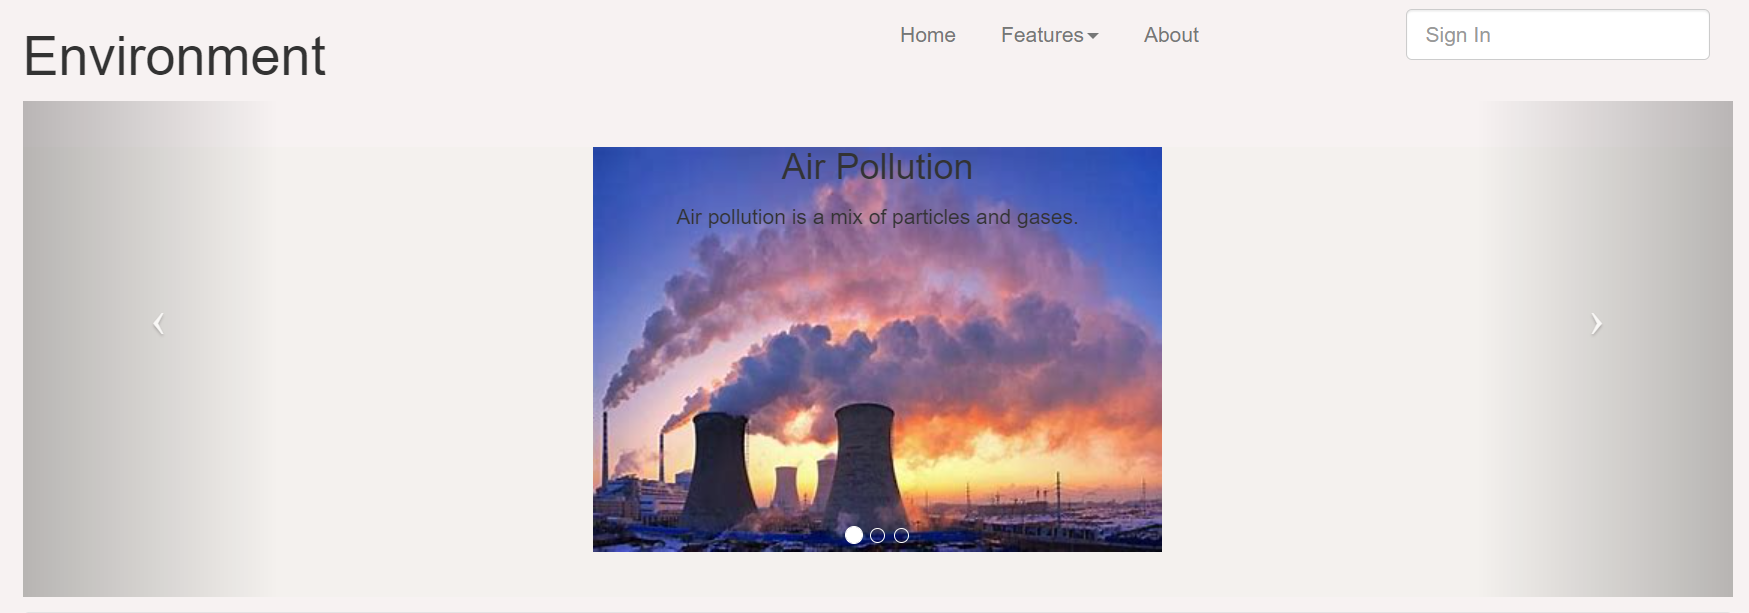 Environment
Home
Features
About
Sign In
Air Pollution
Air pollution is a mix of particles and gases.